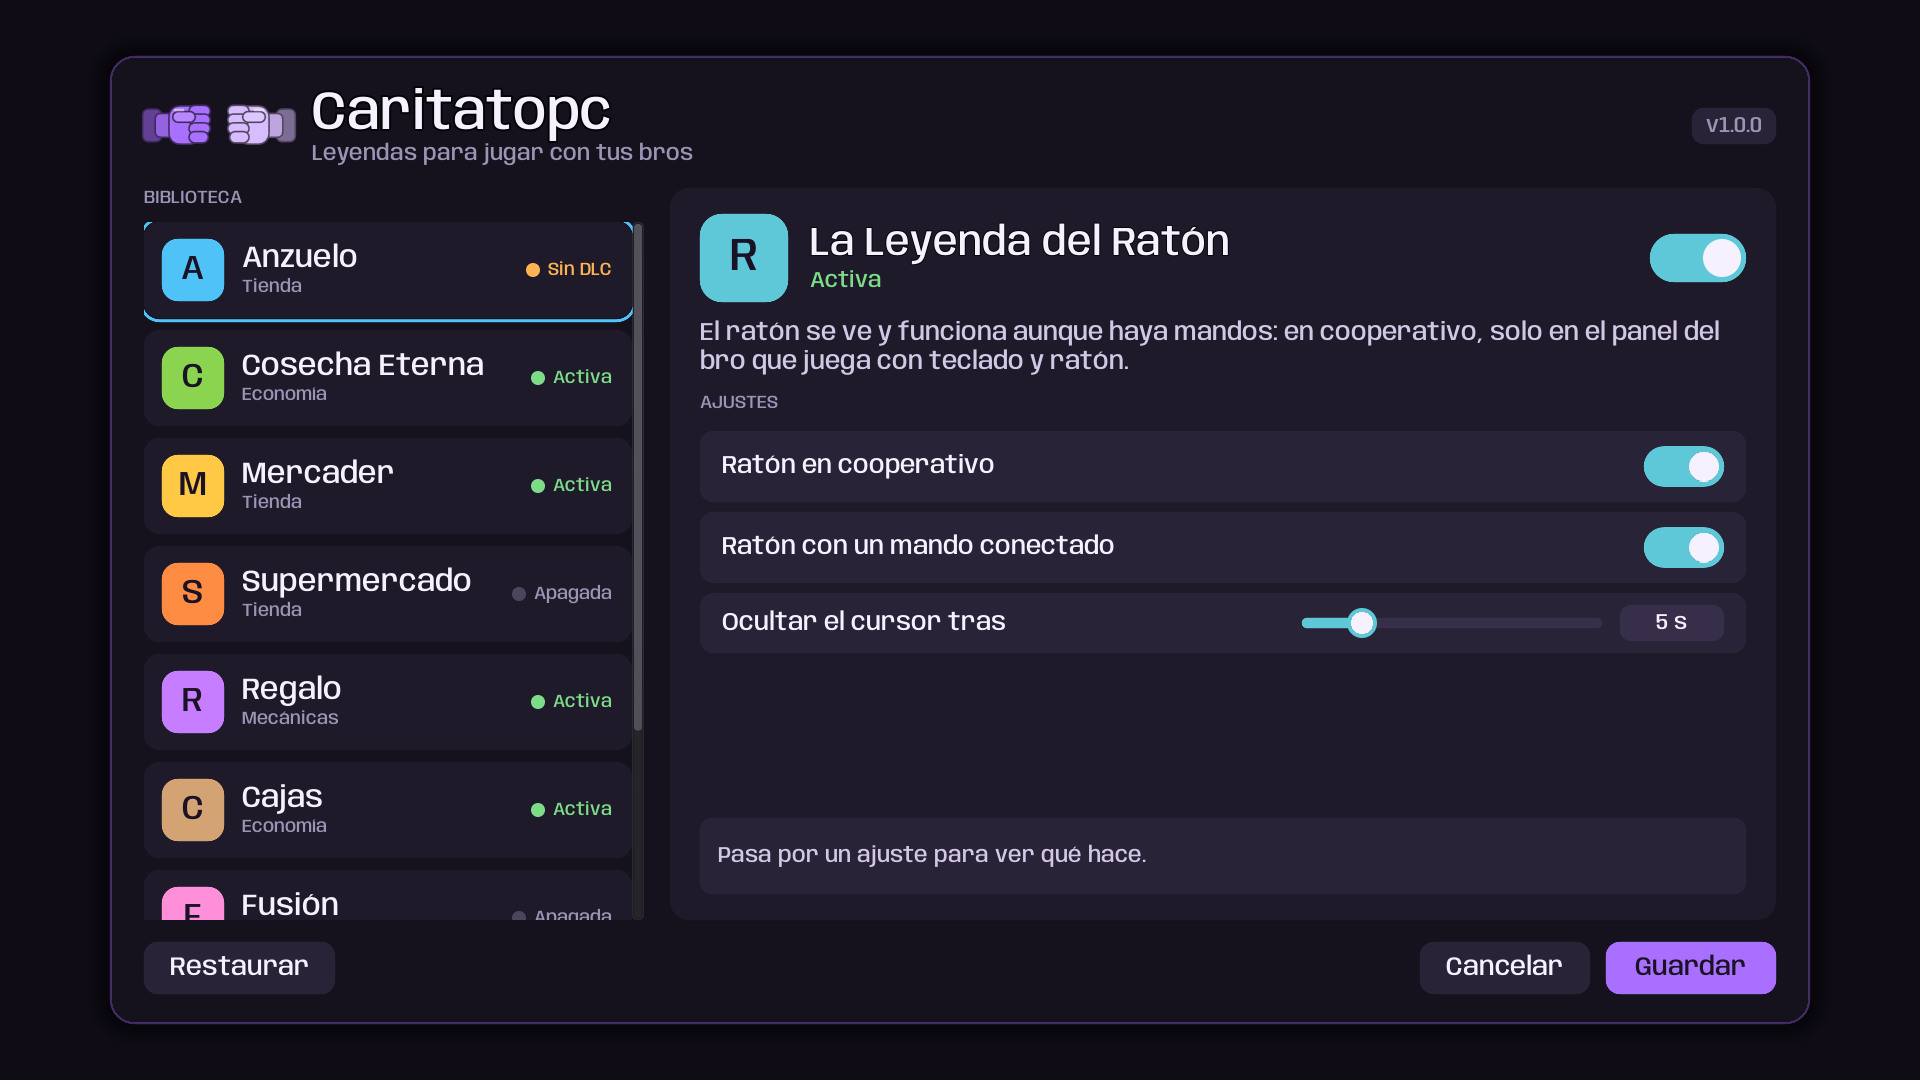 Caritatopc
Leyendas para jugar con tus bros
v1.0.0
BIBLIOTECA
A
Anzuelo
Tienda
Sin DLC
C
Cosecha Eterna
Economía
Activa
M
Mercader
Tienda
Activa
S
Supermercado
Tienda
Apagada
R
Regalo
Mecánicas
Activa
C
Cajas
Economía
Activa
F
Fusión
Apagada
R
La Leyenda del Ratón
Activa
El ratón se ve y funciona aunque haya mandos: en cooperativo, solo en el panel del
bro que juega con teclado y ratón.
AJUSTES
Ratón en cooperativo
Ratón con un mando conectado
Ocultar el cursor tras
5 s
Pasa por un ajuste para ver qué hace.
Restaurar
Cancelar
Guardar